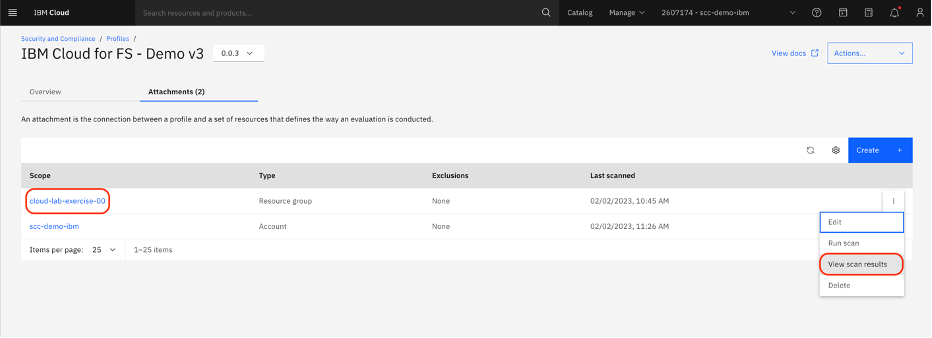 IBM Cloud
Search resources and products...
Catalog
Manage
2607174 - scc-demo-ibm
Security and Compliance / Profiles /
IBM Cloud for FS - Demo v3
0.0.3
View docs
Actions...
Overview
Attachments (2)
An attachment is the connection between a profile and a set of resources that defines the way an evaluation is conducted.
Create +
Scope Type Exclusions Last scanned
cloud-lab-exercise-00 Resource group None 02/02/2023, 10:45 AM
scc-demo-ibm Account None 02/02/2023, 11:26 AM
Items per page: 25 1–25 items
Edit
Run scan
View scan results
Delete